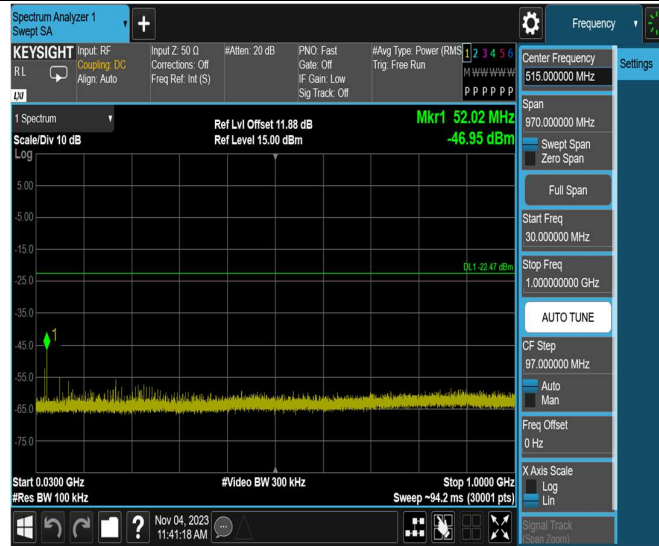 Spectrum Analyzer 1
Swept SA
KEYSIGHT
RL
LXI
Input: RF
Coupling: DC
Align: Auto
Input Z: 50 Ω
Corrections: Off
Freq Ref: Int (S)
#Atten: 20 dB
PNO: Fast
Gate: Off
IF Gain: Low
Sig Track: Off
#Avg Type: Power (RMS
Trig: Free Run
1 2 3 4 5 6
M W W W W W
P P P P P P
1 Spectrum
Scale/Div 10 dB
Ref Lvl Offset 11.88 dB
Ref Level 15.00 dBm
Mkr1 52.02 MHz
-46.95 dBm
Log
5.00
-5.00
-15.0
-25.0
-35.0
-45.0
-55.0
-65.0
-75.0
DL1 -22.47 dBm
1
Start 0.0300 GHz
#Res BW 100 kHz
#Video BW 300 kHz
Stop 1.0000 GHz
Sweep ~94.2 ms (30001 pts)
?
Nov 04, 2023
11:41:18 AM
Frequency
Settings
Center Frequency
515.000000 MHz
Span
970.000000 MHz
Swept Span
Zero Span
Full Span
Start Freq
30.000000 MHz
Stop Freq
1.000000000 GHz
AUTO TUNE
CF Step
97.000000 MHz
Auto
Man
Freq Offset
0 Hz
X Axis Scale
Log
Lin
Signal Track
(Span Zoom)